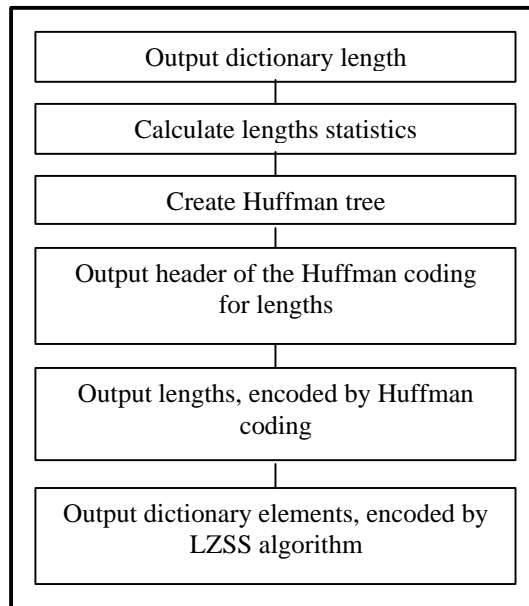 Output dictionary length
Calculate lengths statistics
Create Huffman tree
Output header of the Huffman coding
for lengths
Output lengths, encoded by Huffman
coding
Output dictionary elements, encoded by
LZSS algorithm